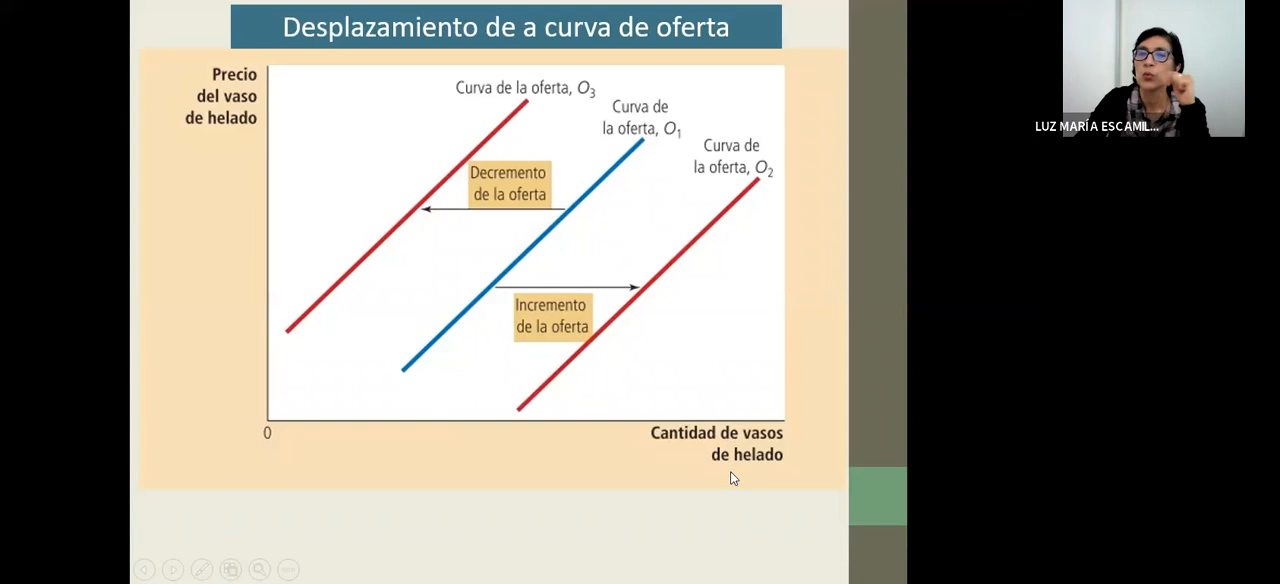 Desplazamiento de a curva de oferta
Precio
del vaso
de helado
Curva de la oferta, O3
Curva de
la oferta, O1
Curva de
la oferta, O2
Decremento
de la oferta
Incremento
de la oferta
0
Cantidad de vasos
de helado
LUZ MARÍA ESCAMIL...